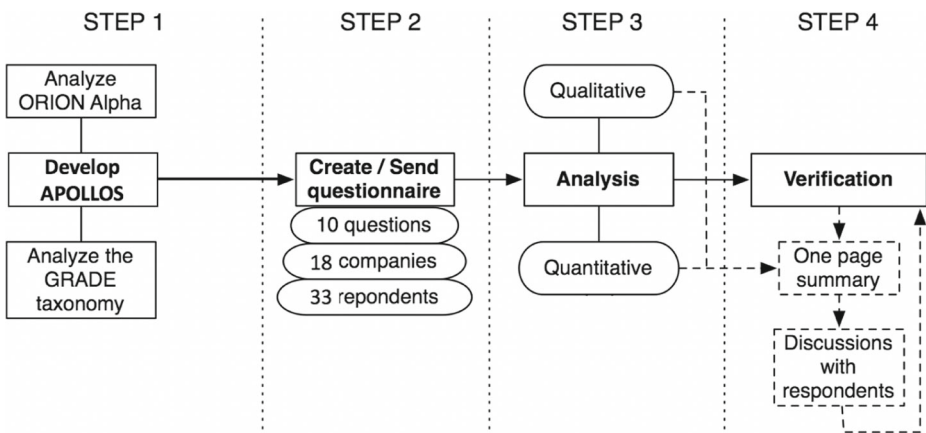 STEP 1
STEP 2
STEP 3
STEP 4
Analyze
ORION Alpha
Develop
APOLLOS
Analyze the
GRADE
taxonomy
Create / Send
questionnaire
10 questions
18 companies
33 repondents
Qualitative
Analysis
Quantitative
Verification
One page
summary
Discussions
with
respondents